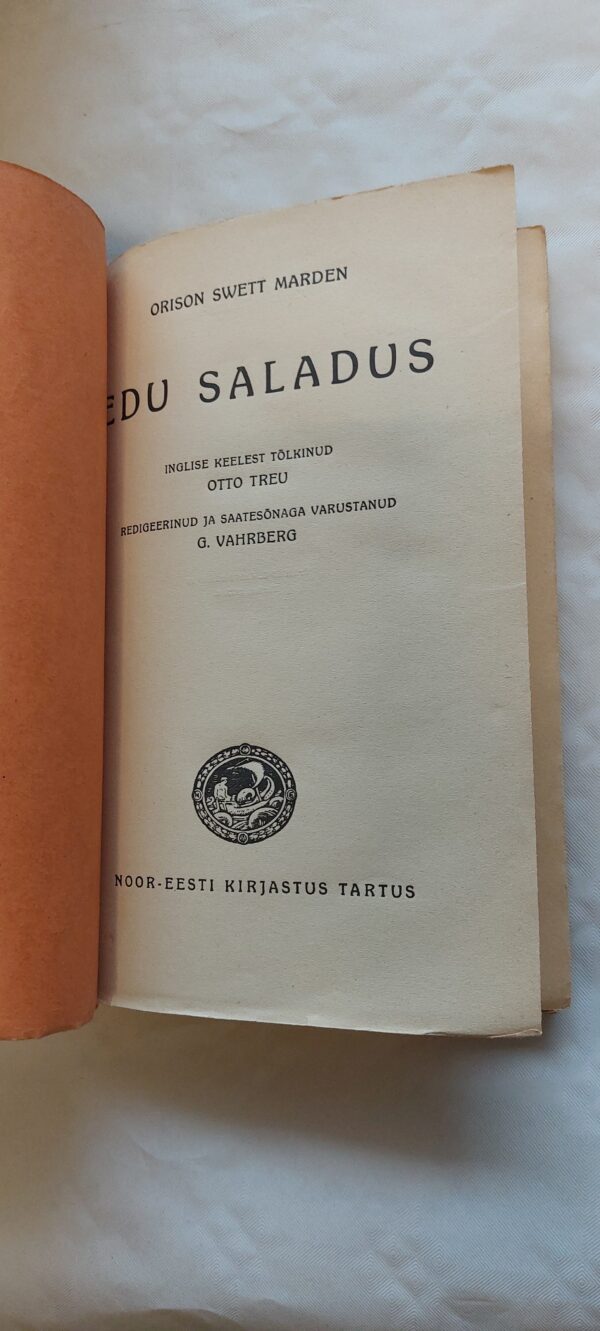 ORISON SWETT MARDEN
EDU SALADUS
INGLISE KEELEST TÕLKINUD
OTTO TREU
REDIGEERINUD JA SAATESÕNAGA VARUSTANUD
G. VAHRBERG
NOOR-EESTI KIRJASTUS TARTUS